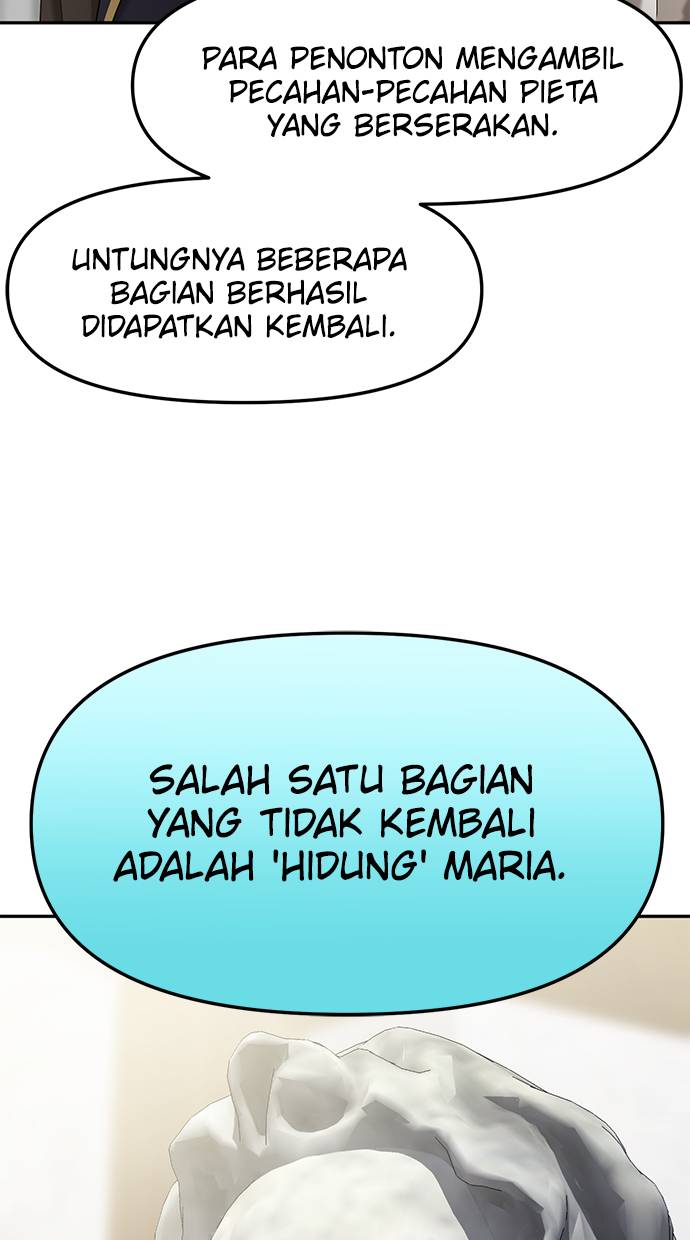 PARA PENONTON MENGAMBIL
PECAHAN-PECAHAN PIETA
YANG BERSERAKAN.
UNTUNGNYA BEBERAPA
BAGIAN BERHASIL
DIDAPATKAN KEMBALI.
SALAH SATU BAGIAN
YANG TIDAK KEMBALI
ADALAH 'HIDUNG' MARIA.